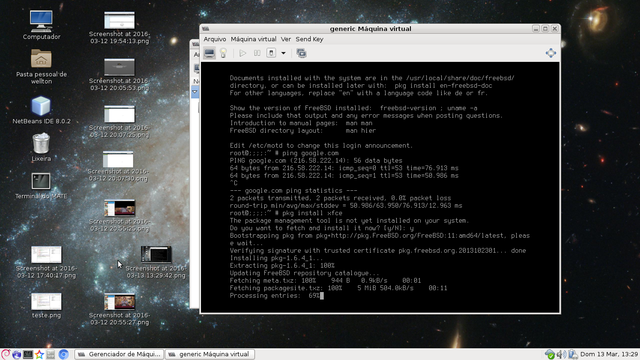 Computador
Pasta pessoal de
wellton
NetBeans IDE 8.0.2
Lixeira
Terminal do MATE
Screenshot at 2016-
03-12 17:40:17.png
teste.png
Screenshot at 2016-
03-12 19:54:13.png
Screenshot at 2016-
03-12 20:05:53.png
Screenshot at 2016-
03-12 20:07:25.png
Screenshot at 2016-
03-12 20:07:50.png
Screenshot at 2016-
03-12 20:55:25.png
Screenshot at 2016-
03-12 20:55:27.png
Screenshot at 2016-
03-13 13:29:42.png
generic Máquina virtual
Arquivo Máquina virtual Ver Send Key
Documents installed with the system are in the /usr/local/share/doc/freebsd/
directory, or can be installed later with: pkg install en-freebsd-doc
For other languages, replace "en" with a language code like de or fr.
Show the version of FreeBSD installed: freebsd-version ; uname -a
Please include that output and any error messages when posting questions.
Introduction to manual pages: man man
FreeBSD directory layout: man hier
Edit /etc/motd to change this login announcement.
root@:::::~ # ping google.com
PING google.com (216.58.222.14): 56 data bytes
64 bytes from 216.58.222.14: icmp_seq=0 ttl=53 time=76.913 ms
64 bytes from 216.58.222.14: icmp_seq=1 ttl=53 time=50.986 ms
^C
--- google.com ping statistics ---
2 packets transmitted, 2 packets received, 0.0% packet loss
round-trip min/avg/max/stddev = 50.986/63.950/76.913/12.963 ms
root@:::::~ # pkg install xfce
The package management tool is not yet installed on your system.
Do you want to fetch and install it now? [y/N]: y
Bootstrapping pkg from pkg+http://pkg.FreeBSD.org/FreeBSD:11:amd64/latest, pleas
e wait...
Verifying signature with trusted certificate pkg.freebsd.org.2013102301... done
Installing pkg-1.6.4_1...
Extracting pkg-1.6.4_1: 100%
Updating FreeBSD repository catalogue...
Fetching meta.txz: 100% 944 B 0.9kB/s 00:01
Fetching packagesite.txz: 100% 5 MiB 504.0kB/s 00:11
Processing entries: 69%
Gerenciador de Máqui...
generic Máquina virtual
Dom 13 Mar, 13:29